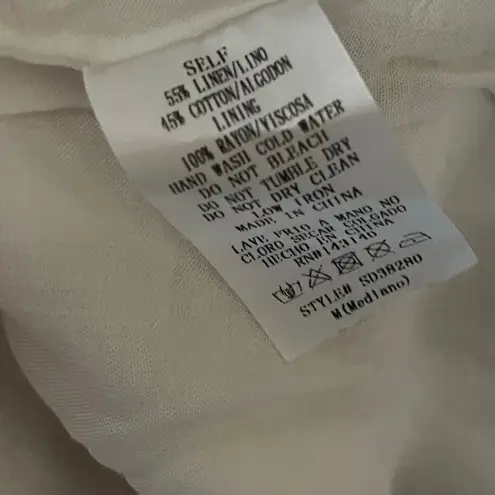 SELF
55% LINEN/LINO
45% COTTON/ALGODON
LINING
100% RAYON/VISCOSA
HAND WASH COLD WATER
DO NOT BLEACH
DO NOT TUMBLE DRY
DO NOT DRY CLEAN
LOW IRON
MADE IN CHINA
LAVE FRIO A MANO NO
CLORO SECAR COLGADO
HECHO EN CHINA
RN#143140
STYLE# SD38280
M(Mediano)